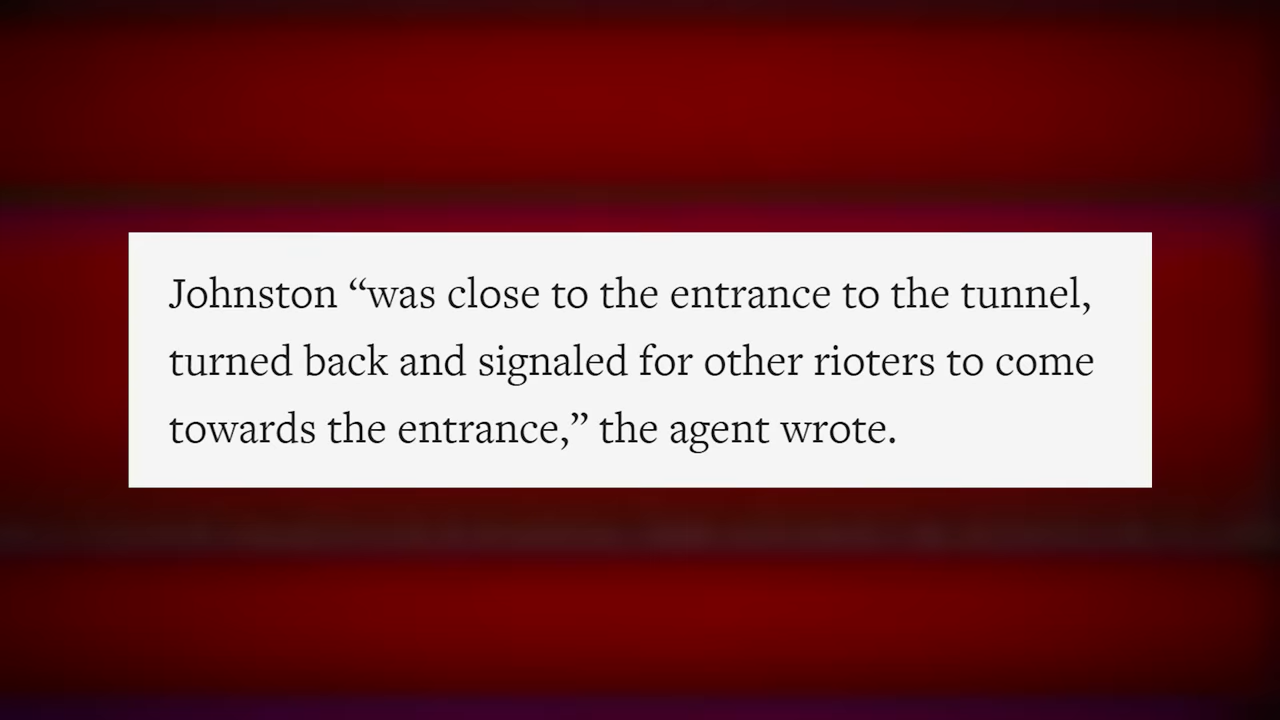 Johnston “was close to the entrance to the tunnel,
turned back and signaled for other rioters to come
towards the entrance,” the agent wrote.